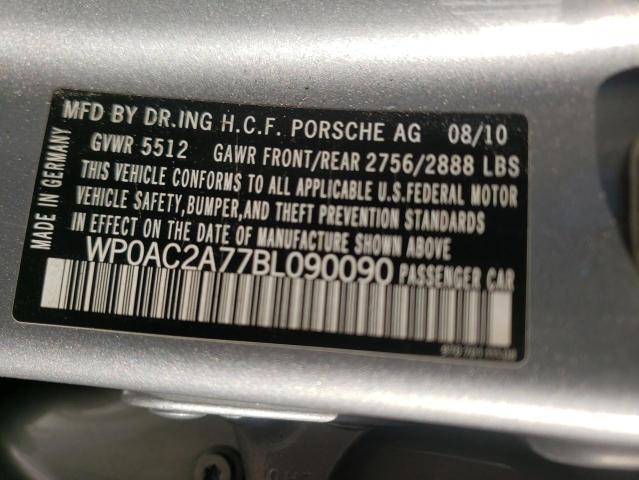 MFD BY DR.ING H.C.F. PORSCHE AG 08/10
GVWR 5512 GAWR FRONT/REAR 2756/2888 LBS
THIS VEHICLE CONFORMS TO ALL APPLICABLE U.S.FEDERAL MOTOR
VEHICLE SAFETY,BUMPER,AND THEFT PREVENTION STANDARDS
IN EFFECT ON THE DATE OF MANUFACTURE SHOWN ABOVE
WP0AC2A77BL090090 PASSENGER CAR
MADE IN GERMANY